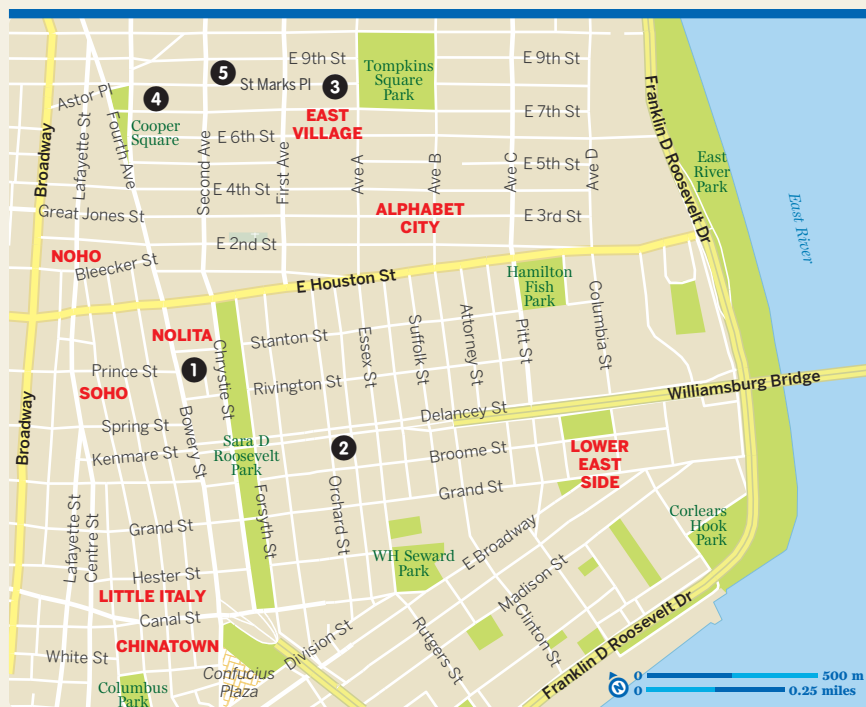 E 9th St
E 9th St
5
St Marks Pl
3
Tompkins
Square
Park
Astor Pl
4
Cooper
Square
EAST
VILLAGE
E 7th St
E 6th St
E 5th St
E 4th St
E 3rd St
E 2nd St
Broadway
Lafayette St
Fourth Ave
Second Ave
First Ave
Ave A
Ave B
Ave C
Ave D
Franklin D Roosevelt Dr
East
River
Park
East River
Great Jones St
ALPHABET
CITY
NOHO
Bleecker St
E Houston St
Hamilton
Fish
Park
NOLITA
Stanton St
Essex St
Suffolk St
Attorney St
Pitt St
Columbia St
Prince St
1
Chrystie St
Rivington St
SOHO
Bowery St
Delancey St
Williamsburg Bridge
Broadway
Spring St
Kenmare St
Sara D
Roosevelt
Park
2
Broome St
LOWER
EAST
SIDE
Grand St
Forsyth St
Orchard St
Lafayette St
Centre St
Grand St
Corlears
Hook
Park
WH Seward
Park
E Broadway
Hester St
LITTLE ITALY
Madison St
Canal St
CHINATOWN
Division St
Rutgers St
Clinton St
Franklin D Roosevelt Dr
White St
Confucius
Plaza
Columbus
Park
N
0 500 m
0 0.25 miles